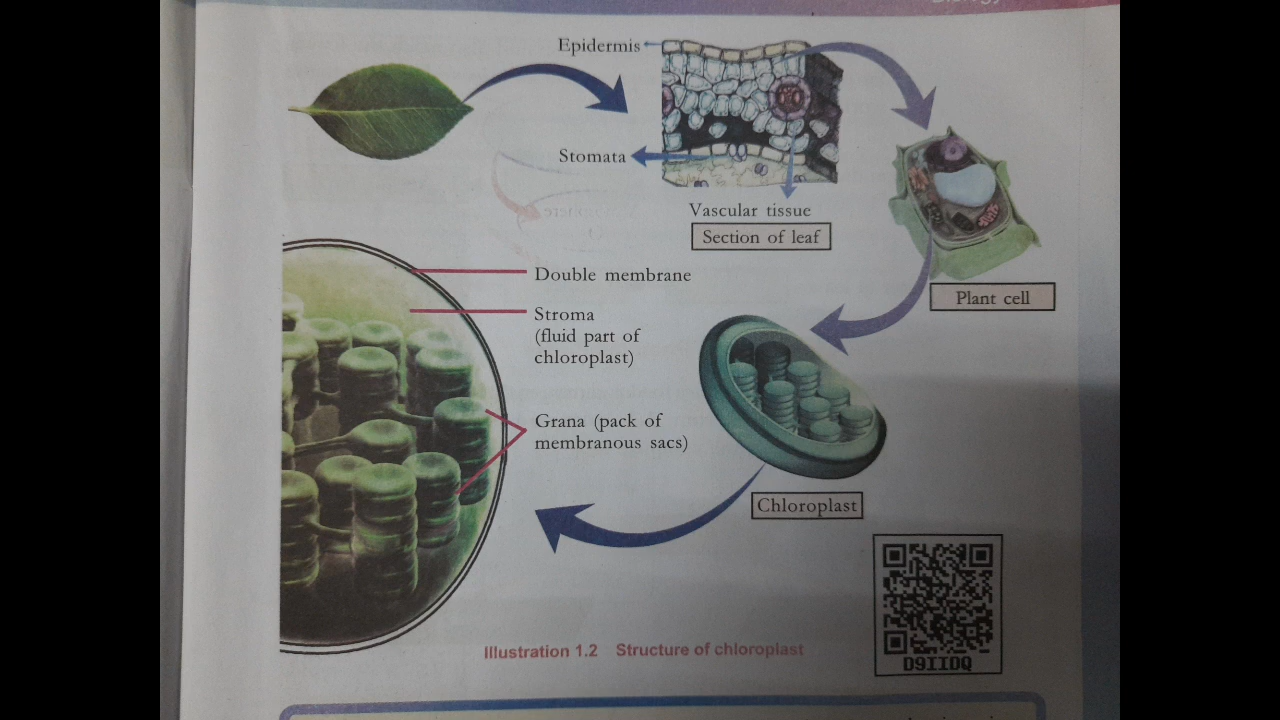 Biology
Epidermis
Stomata
Vascular tissue
Section of leaf
Plant cell
Double membrane
Stroma
(fluid part of
chloroplast)
Grana (pack of
membranous sacs)
Chloroplast
Illustration 1.2 Structure of chloroplast
D9IIDQ